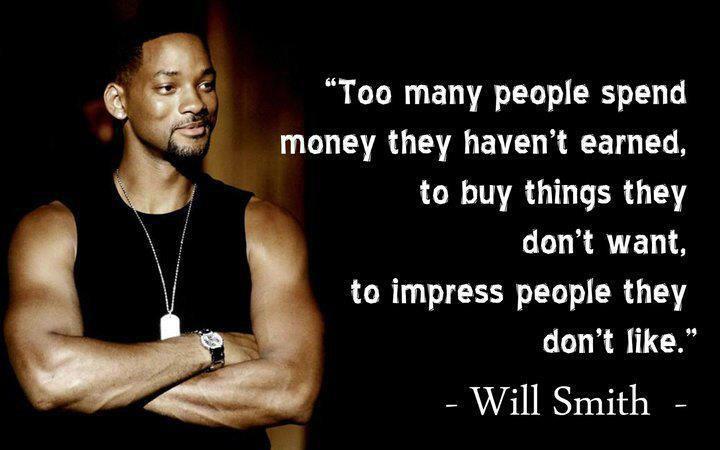 “Too many people spend
money they haven’t earned,
to buy things they
don’t want,
to impress people they
don’t like.”
- Will Smith -